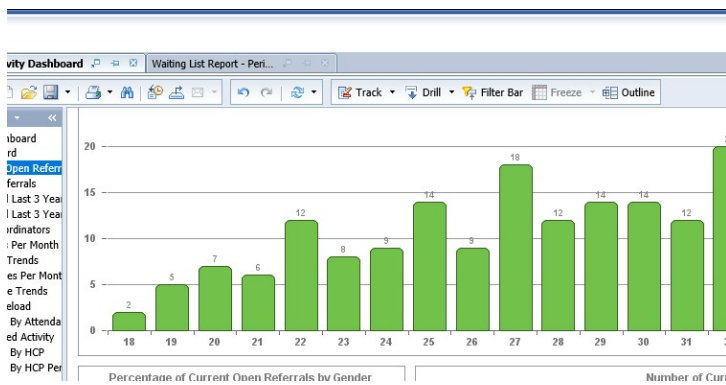 vity Dashboard Waiting List Report - Peri...
Track Drill Filter Bar Freeze Outline
hboard
rd
Open Referr
ferrals
l Last 3 Year
l Last 3 Year
ordinators
s Per Month
Trends
es Per Mont
e Trends
eload
By Attenda
ed Activity
By HCP
By HCP Per
20
15
10
5
0
2
5
7
6
12
8
9
14
9
18
12
14
14
12
18 19 20 21 22 23 24 25 26 27 28 29 30 31
Percentage of Current Open Referrals by Gender
Number of Curr